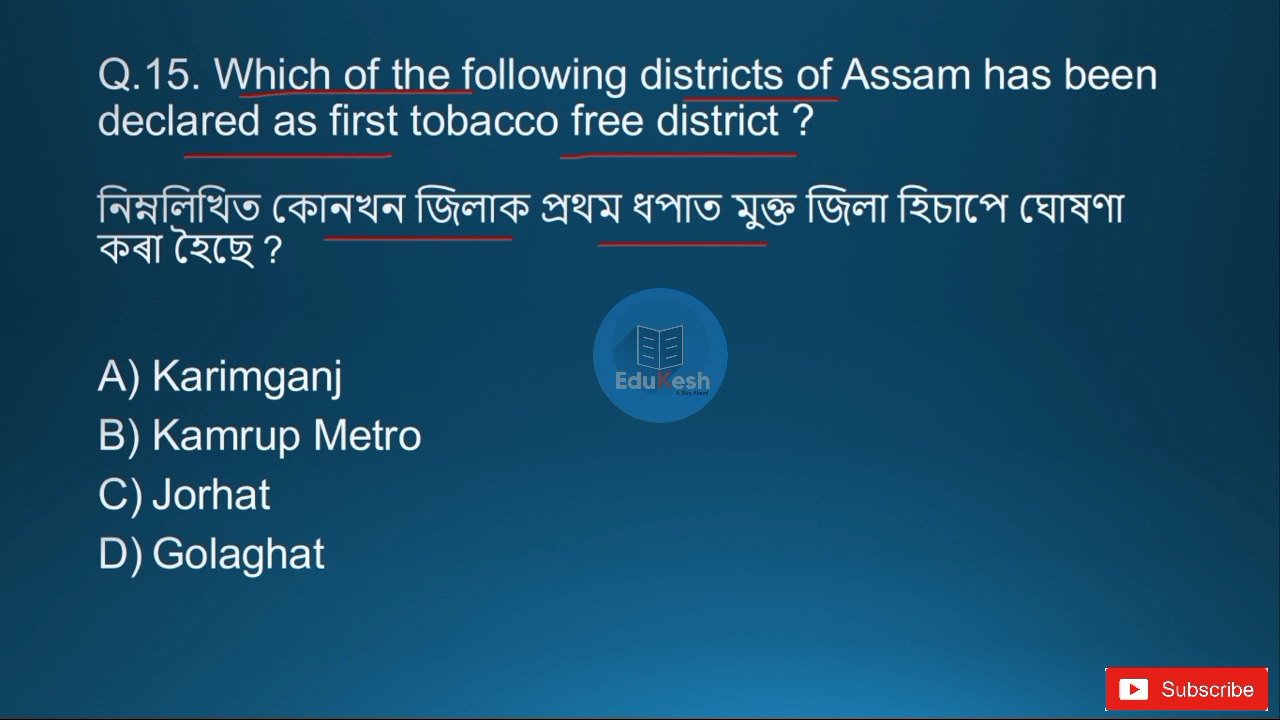 Q.15. Which of the following districts of Assam has been
declared as first tobacco free district ?
নিম্নলিখিত কোনখন জিলাক প্ৰথম ধপাত মুক্ত জিলা হিচাপে ঘোষণা
কৰা হৈছে ?
A) Karimganj
B) Kamrup Metro
C) Jorhat
D) Golaghat
EduKesh
Subscribe